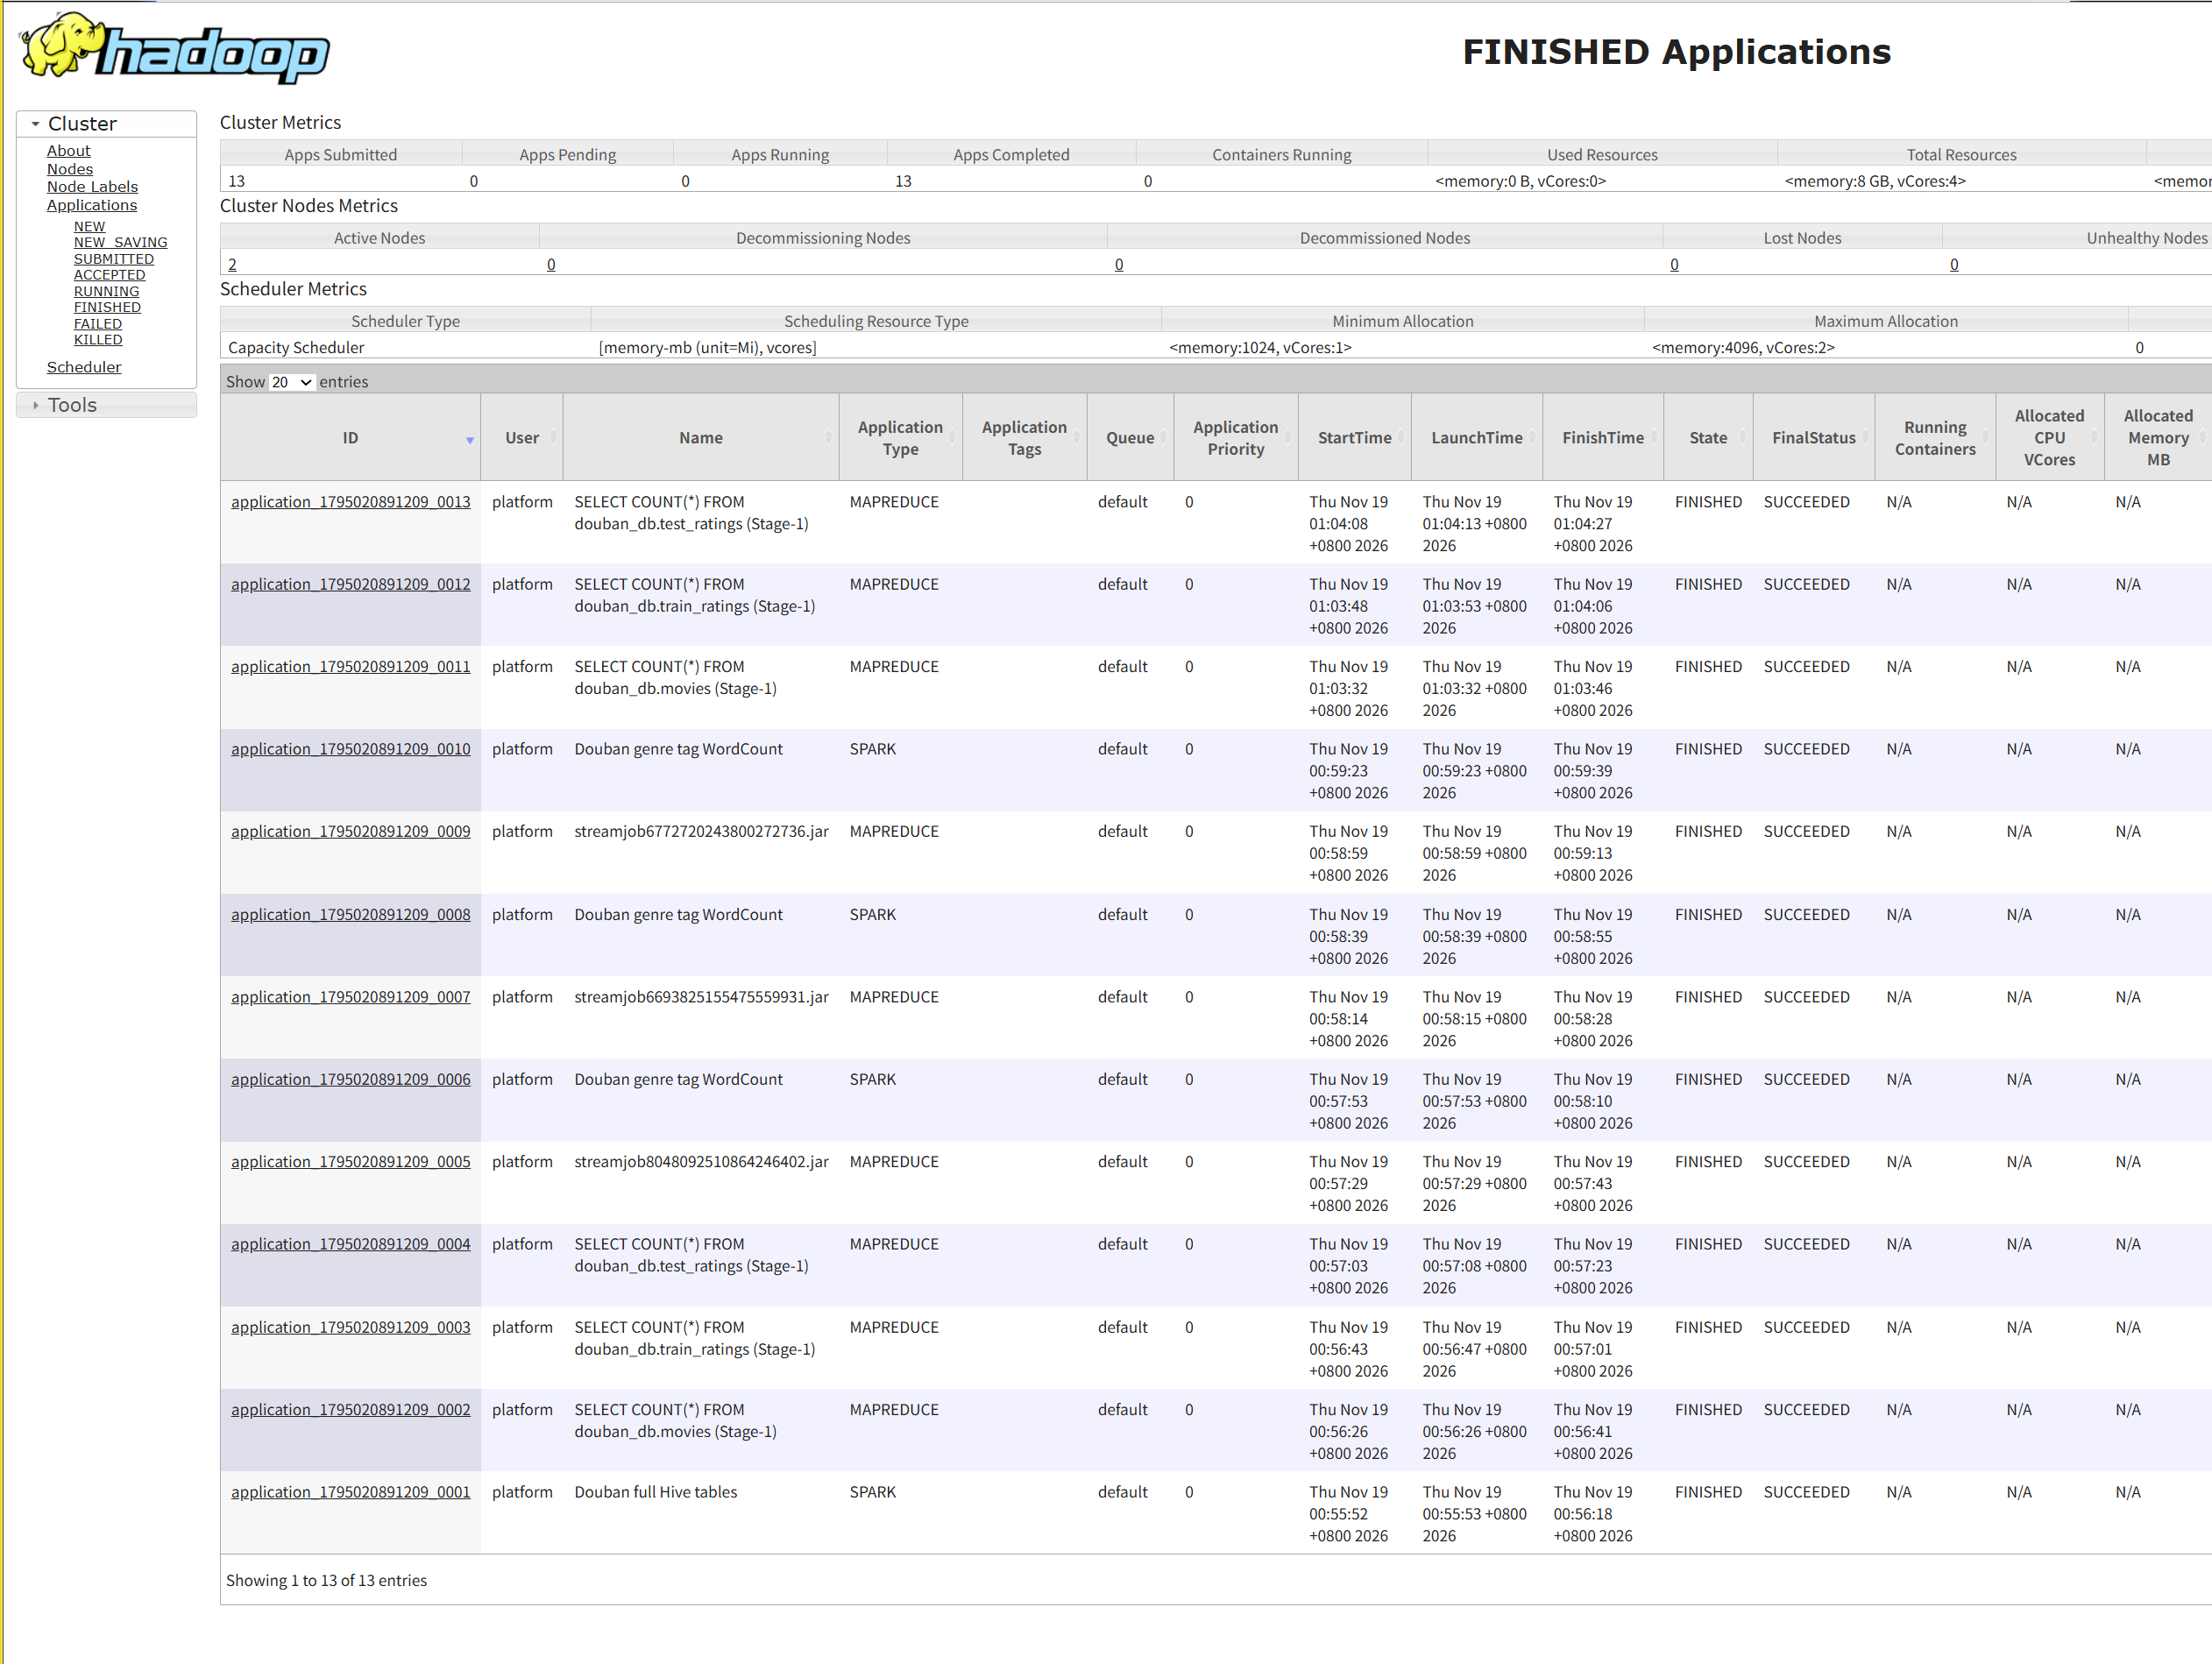 hadoop
FINISHED Applications
Cluster
About
Nodes
Node Labels
Applications
NEW
NEW_SAVING
SUBMITTED
ACCEPTED
RUNNING
FINISHED
FAILED
KILLED
Scheduler
Tools
Cluster Metrics
Apps Submitted Apps Pending Apps Running Apps Completed Containers Running Used Resources Total Resources
13 0 0 13 0 <memory:0 B, vCores:0> <memory:8 GB, vCores:4> <memor
Cluster Nodes Metrics
Active Nodes Decommissioning Nodes Decommissioned Nodes Lost Nodes Unhealthy Nodes
2 0 0 0 0
Scheduler Metrics
Scheduler Type Scheduling Resource Type Minimum Allocation Maximum Allocation
Capacity Scheduler [memory-mb (unit=Mi), vcores] <memory:1024, vCores:1> <memory:4096, vCores:2> 0
Show 20 entries
ID User Name Application Type Application Tags Queue Application Priority StartTime LaunchTime FinishTime State FinalStatus Running Containers Allocated CPU VCores Allocated Memory MB
application_1795020891209_0013 platform SELECT COUNT(*) FROM MAPREDUCE default 0 Thu Nov 19 Thu Nov 19 Thu Nov 19 FINISHED SUCCEEDED N/A N/A N/A
douban_db.test_ratings (Stage-1) 01:04:08 01:04:13 +0800 01:04:27
+0800 2026 2026 +0800 2026
application_1795020891209_0012 platform SELECT COUNT(*) FROM MAPREDUCE default 0 Thu Nov 19 Thu Nov 19 Thu Nov 19 FINISHED SUCCEEDED N/A N/A N/A
douban_db.train_ratings (Stage-1) 01:03:48 01:03:53 +0800 01:04:06
+0800 2026 2026 +0800 2026
application_1795020891209_0011 platform SELECT COUNT(*) FROM MAPREDUCE default 0 Thu Nov 19 Thu Nov 19 Thu Nov 19 FINISHED SUCCEEDED N/A N/A N/A
douban_db.movies (Stage-1) 01:03:32 01:03:32 +0800 01:03:46
+0800 2026 2026 +0800 2026
application_1795020891209_0010 platform Douban genre tag WordCount SPARK default 0 Thu Nov 19 Thu Nov 19 Thu Nov 19 FINISHED SUCCEEDED N/A N/A N/A
00:59:23 00:59:23 +0800 00:59:39
+0800 2026 2026 +0800 2026
application_1795020891209_0009 platform streamjob6772720243800272736.jar MAPREDUCE default 0 Thu Nov 19 Thu Nov 19 Thu Nov 19 FINISHED SUCCEEDED N/A N/A N/A
00:58:59 00:58:59 +0800 00:59:13
+0800 2026 2026 +0800 2026
application_1795020891209_0008 platform Douban genre tag WordCount SPARK default 0 Thu Nov 19 Thu Nov 19 Thu Nov 19 FINISHED SUCCEEDED N/A N/A N/A
00:58:39 00:58:39 +0800 00:58:55
+0800 2026 2026 +0800 2026
application_1795020891209_0007 platform streamjob6693825155475559931.jar MAPREDUCE default 0 Thu Nov 19 Thu Nov 19 Thu Nov 19 FINISHED SUCCEEDED N/A N/A N/A
00:58:14 00:58:15 +0800 00:58:28
+0800 2026 2026 +0800 2026
application_1795020891209_0006 platform Douban genre tag WordCount SPARK default 0 Thu Nov 19 Thu Nov 19 Thu Nov 19 FINISHED SUCCEEDED N/A N/A N/A
00:57:53 00:57:53 +0800 00:58:10
+0800 2026 2026 +0800 2026
application_1795020891209_0005 platform streamjob8048092510864246402.jar MAPREDUCE default 0 Thu Nov 19 Thu Nov 19 Thu Nov 19 FINISHED SUCCEEDED N/A N/A N/A
00:57:29 00:57:29 +0800 00:57:43
+0800 2026 2026 +0800 2026
application_1795020891209_0004 platform SELECT COUNT(*) FROM MAPREDUCE default 0 Thu Nov 19 Thu Nov 19 Thu Nov 19 FINISHED SUCCEEDED N/A N/A N/A
douban_db.test_ratings (Stage-1) 00:57:03 00:57:08 +0800 00:57:23
+0800 2026 2026 +0800 2026
application_1795020891209_0003 platform SELECT COUNT(*) FROM MAPREDUCE default 0 Thu Nov 19 Thu Nov 19 Thu Nov 19 FINISHED SUCCEEDED N/A N/A N/A
douban_db.train_ratings (Stage-1) 00:56:43 00:56:47 +0800 00:57:01
+0800 2026 2026 +0800 2026
application_1795020891209_0002 platform SELECT COUNT(*) FROM MAPREDUCE default 0 Thu Nov 19 Thu Nov 19 Thu Nov 19 FINISHED SUCCEEDED N/A N/A N/A
douban_db.movies (Stage-1) 00:56:26 00:56:26 +0800 00:56:41
+0800 2026 2026 +0800 2026
application_1795020891209_0001 platform Douban full Hive tables SPARK default 0 Thu Nov 19 Thu Nov 19 Thu Nov 19 FINISHED SUCCEEDED N/A N/A N/A
00:55:52 00:55:53 +0800 00:56:18
+0800 2026 2026 +0800 2026
Showing 1 to 13 of 13 entries